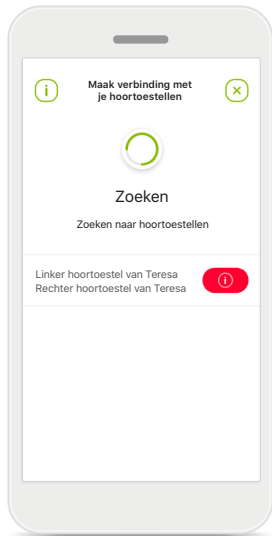 Maak verbinding met
je hoortoestellen
Zoeken
Zoeken naar hoortoestellen
Linker hoortoestel van Teresa
Rechter hoortoestel van Teresa